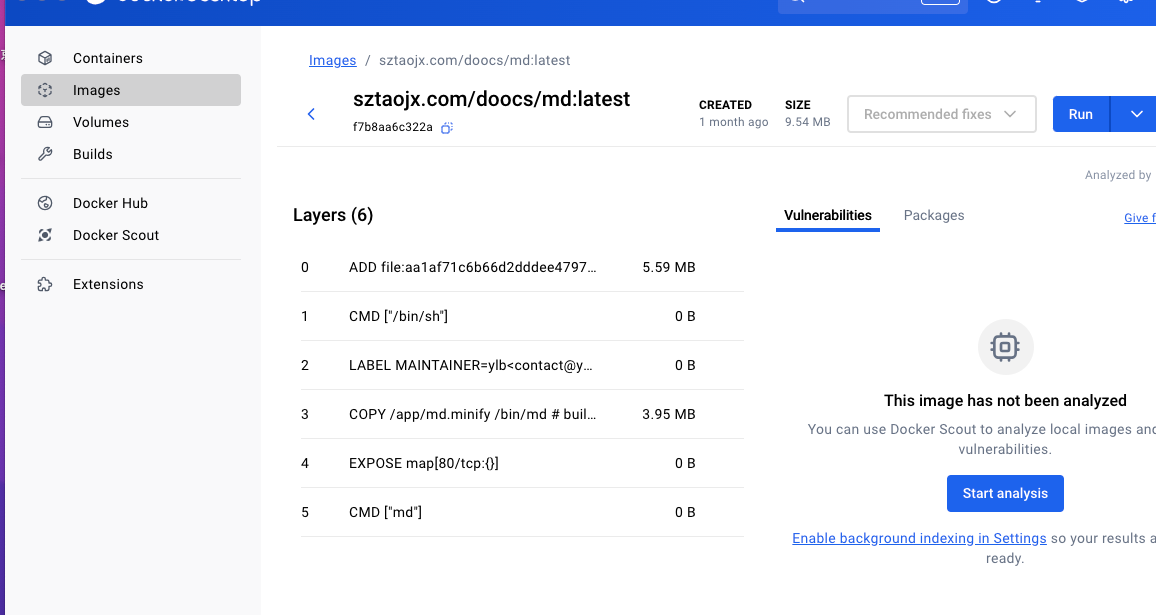 Containers
Images
Volumes
Builds
Docker Hub
Docker Scout
Extensions
Images / sztaojx.com/doocs/md:latest
sztaojx.com/doocs/md:latest
f7b8aa6c322a
CREATED
1 month ago
SIZE
9.54 MB
Recommended fixes
Run
Analyzed by
Layers (6)
0 ADD file:aa1af71c6b66d2dddee4797... 5.59 MB
1 CMD ["/bin/sh"] 0 B
2 LABEL MAINTAINER=ylb<contact@y... 0 B
3 COPY /app/md.minify /bin/md # buil... 3.95 MB
4 EXPOSE map[80/tcp:{}] 0 B
5 CMD ["md"] 0 B
Vulnerabilities
Packages
Give f
This image has not been analyzed
You can use Docker Scout to analyze local images and
vulnerabilities.
Start analysis
Enable background indexing in Settings so your results a
ready.